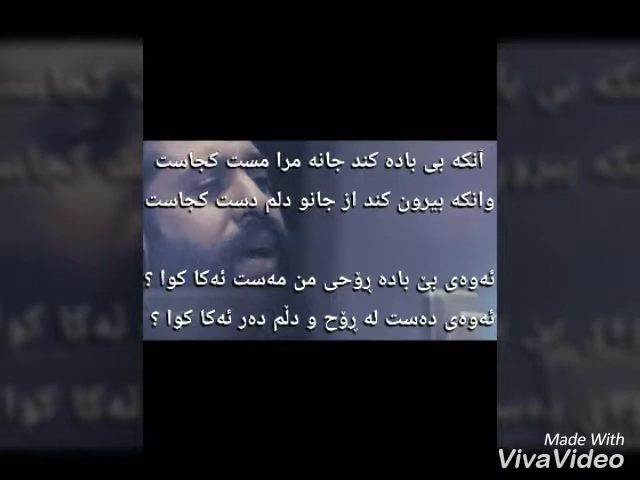 آنکه بی باده کند جانه مرا مست کجاست
وانکه بیرون کند از جانو دلم دست کجاست
ئەوەی بێ بادە ڕۆحی من مەست ئەکا کوا ؟
ئەوەی دەست لە ڕۆح و دڵم دەر ئەکا کوا ؟
Made With
VivaVideo